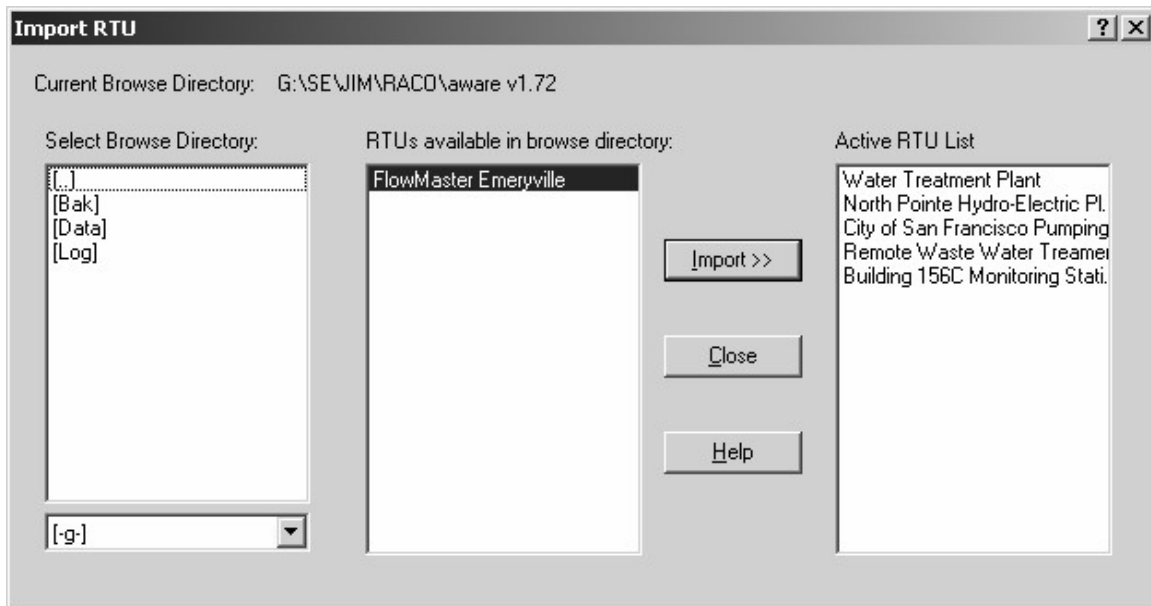 Import RTU
Current Browse Directory: G:\SE\JIM\RACO\aware v1.72
Select Browse Directory:
[..]
[Bak]
[Data]
[Log]
[-g-]
RTUs available in browse directory:
FlowMaster Emeryville
Import >>
Close
Help
Active RTU List
Water Treatment Plant
North Pointe Hydro-Electric Pl.
City of San Francisco Pumping
Remote Waste Water Treamer
Building 156C Monitoring Stati.